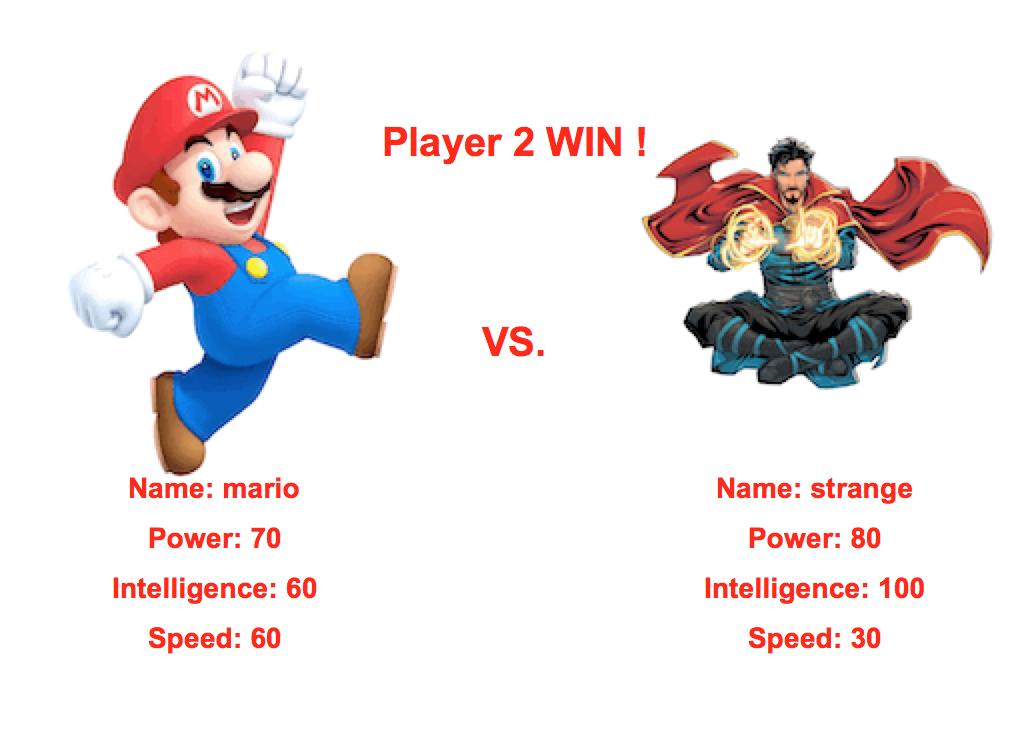 M
Player 2 WIN !
VS.
Name: mario
Power: 70
Intelligence: 60
Speed: 60
Name: strange
Power: 80
Intelligence: 100
Speed: 30